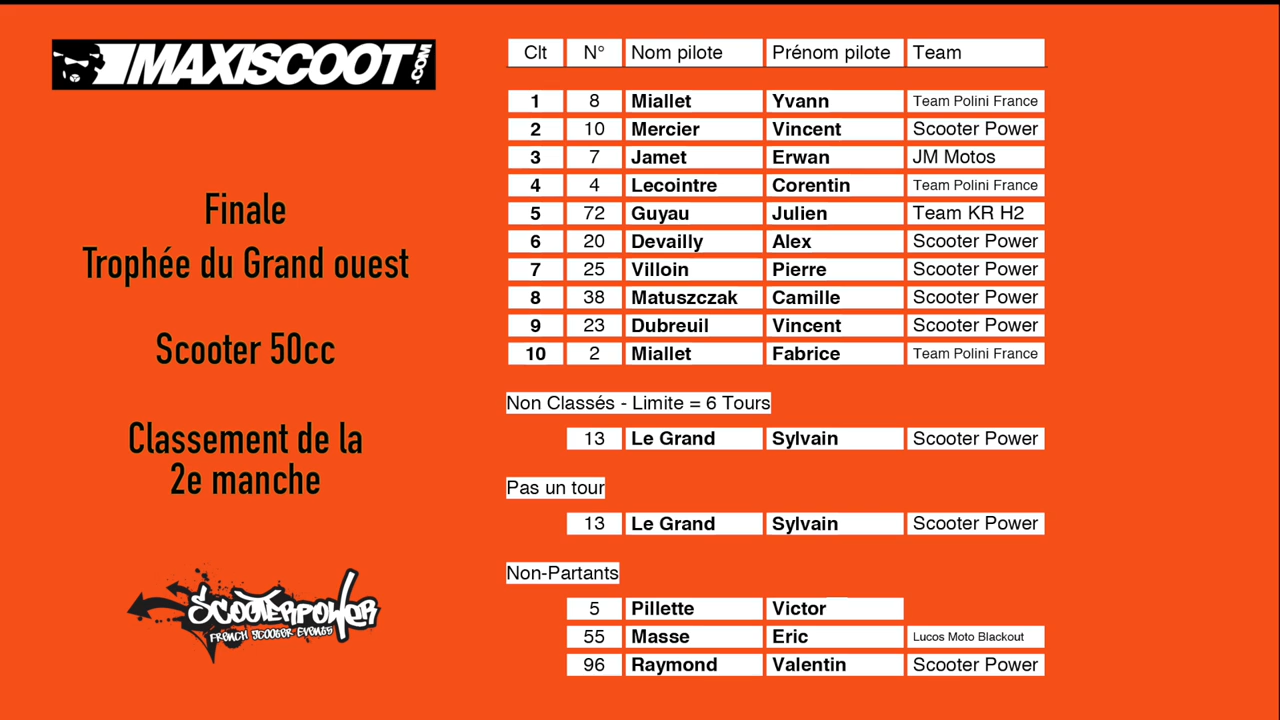 MAXISCOOT.COM
Finale
Trophée du Grand ouest
Scooter 50cc
Classement de la
2e manche
SCOOTERPOWER
FRENCH SCOOTER EVENTS
Clt N° Nom pilote Prénom pilote Team
1 8 Miallet Yvann Team Polini France
2 10 Mercier Vincent Scooter Power
3 7 Jamet Erwan JM Motos
4 4 Lecointre Corentin Team Polini France
5 72 Guyau Julien Team KR H2
6 20 Devailly Alex Scooter Power
7 25 Villoin Pierre Scooter Power
8 38 Matuszczak Camille Scooter Power
9 23 Dubreuil Vincent Scooter Power
10 2 Miallet Fabrice Team Polini France
Non Classés - Limite = 6 Tours
13 Le Grand Sylvain Scooter Power
Pas un tour
13 Le Grand Sylvain Scooter Power
Non-Partants
5 Pillette Victor
55 Masse Eric Lucos Moto Blackout
96 Raymond Valentin Scooter Power